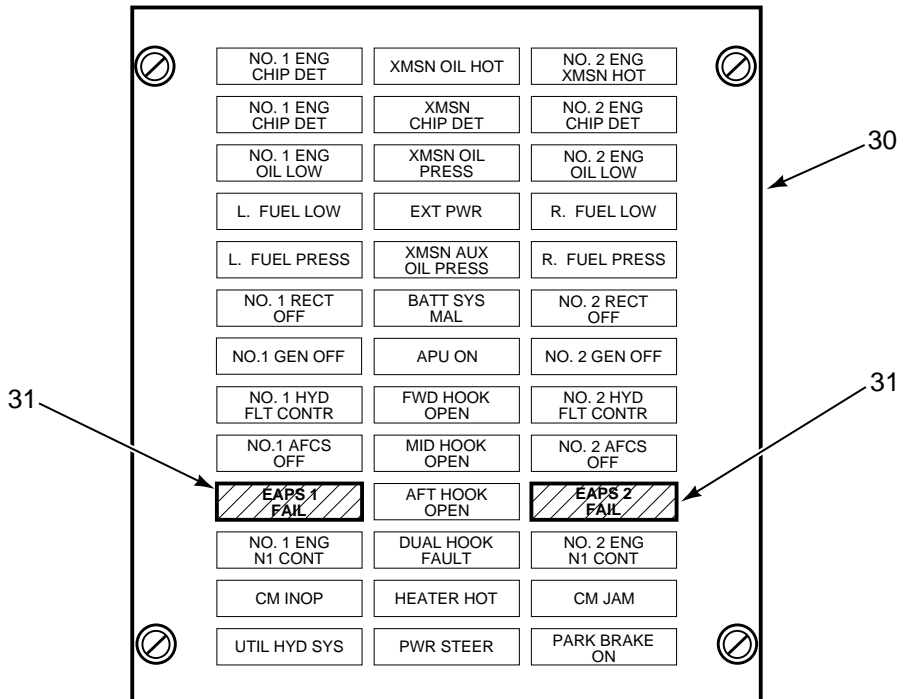 NO. 1 ENG
CHIP DET
XMSN OIL HOT
NO. 2 ENG
XMSN HOT
NO. 1 ENG
CHIP DET
XMSN
CHIP DET
NO. 2 ENG
CHIP DET
30
NO. 1 ENG
OIL LOW
XMSN OIL
PRESS
NO. 2 ENG
OIL LOW
L. FUEL LOW
EXT PWR
R. FUEL LOW
L. FUEL PRESS
XMSN AUX
OIL PRESS
R. FUEL PRESS
NO. 1 RECT
OFF
BATT SYS
MAL
NO. 2 RECT
OFF
NO.1 GEN OFF
APU ON
NO. 2 GEN OFF
31
NO. 1 HYD
FLT CONTR
FWD HOOK
OPEN
NO. 2 HYD
FLT CONTR
31
NO.1 AFCS
OFF
MID HOOK
OPEN
NO. 2 AFCS
OFF
EAPS 1
FAIL
AFT HOOK
OPEN
EAPS 2
FAIL
NO. 1 ENG
N1 CONT
DUAL HOOK
FAULT
NO. 2 ENG
N1 CONT
CM INOP
HEATER HOT
CM JAM
UTIL HYD SYS
PWR STEER
PARK BRAKE
ON